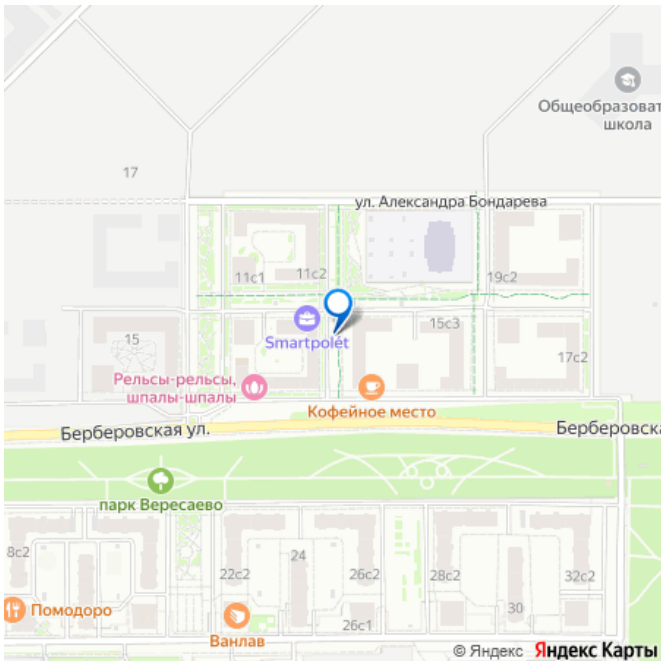 Общеобразоват
школа
17
ул. Александра Бондарева
11с1
11с2
19с2
15с3
15
Smartpolet
17с2
Рельсы-рельсы,
шпалы-шпалы
Кофейное место
Берберовская ул.
Берберовска
парк Вересаево
8с2
22с2
24
26с2
28с2
32с2
Помодоро
Ванлав
26с1
30
© Яндекс Яндекс Карты